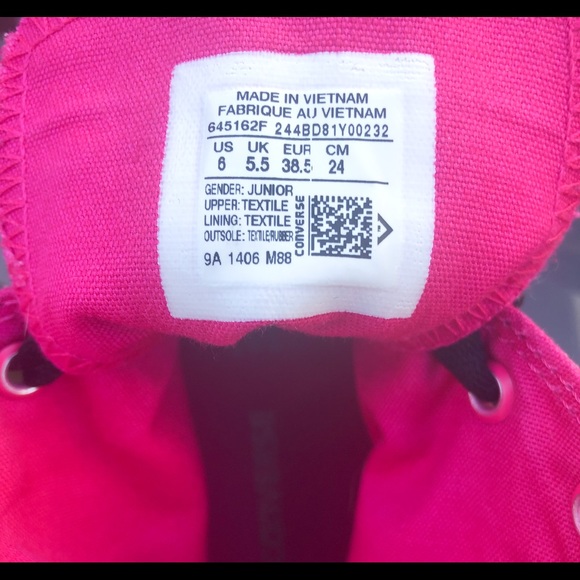 MADE IN VIETNAM
FABRIQUE AU VIETNAM
645162F 244BD81Y00232
US UK EUR CM
6 5.5 38.5 24
GENDER: JUNIOR
UPPER: TEXTILE
LINING: TEXTILE
OUTSOLE: TEXTILE/RUBBER
9A 1406 M88
CONVERSE